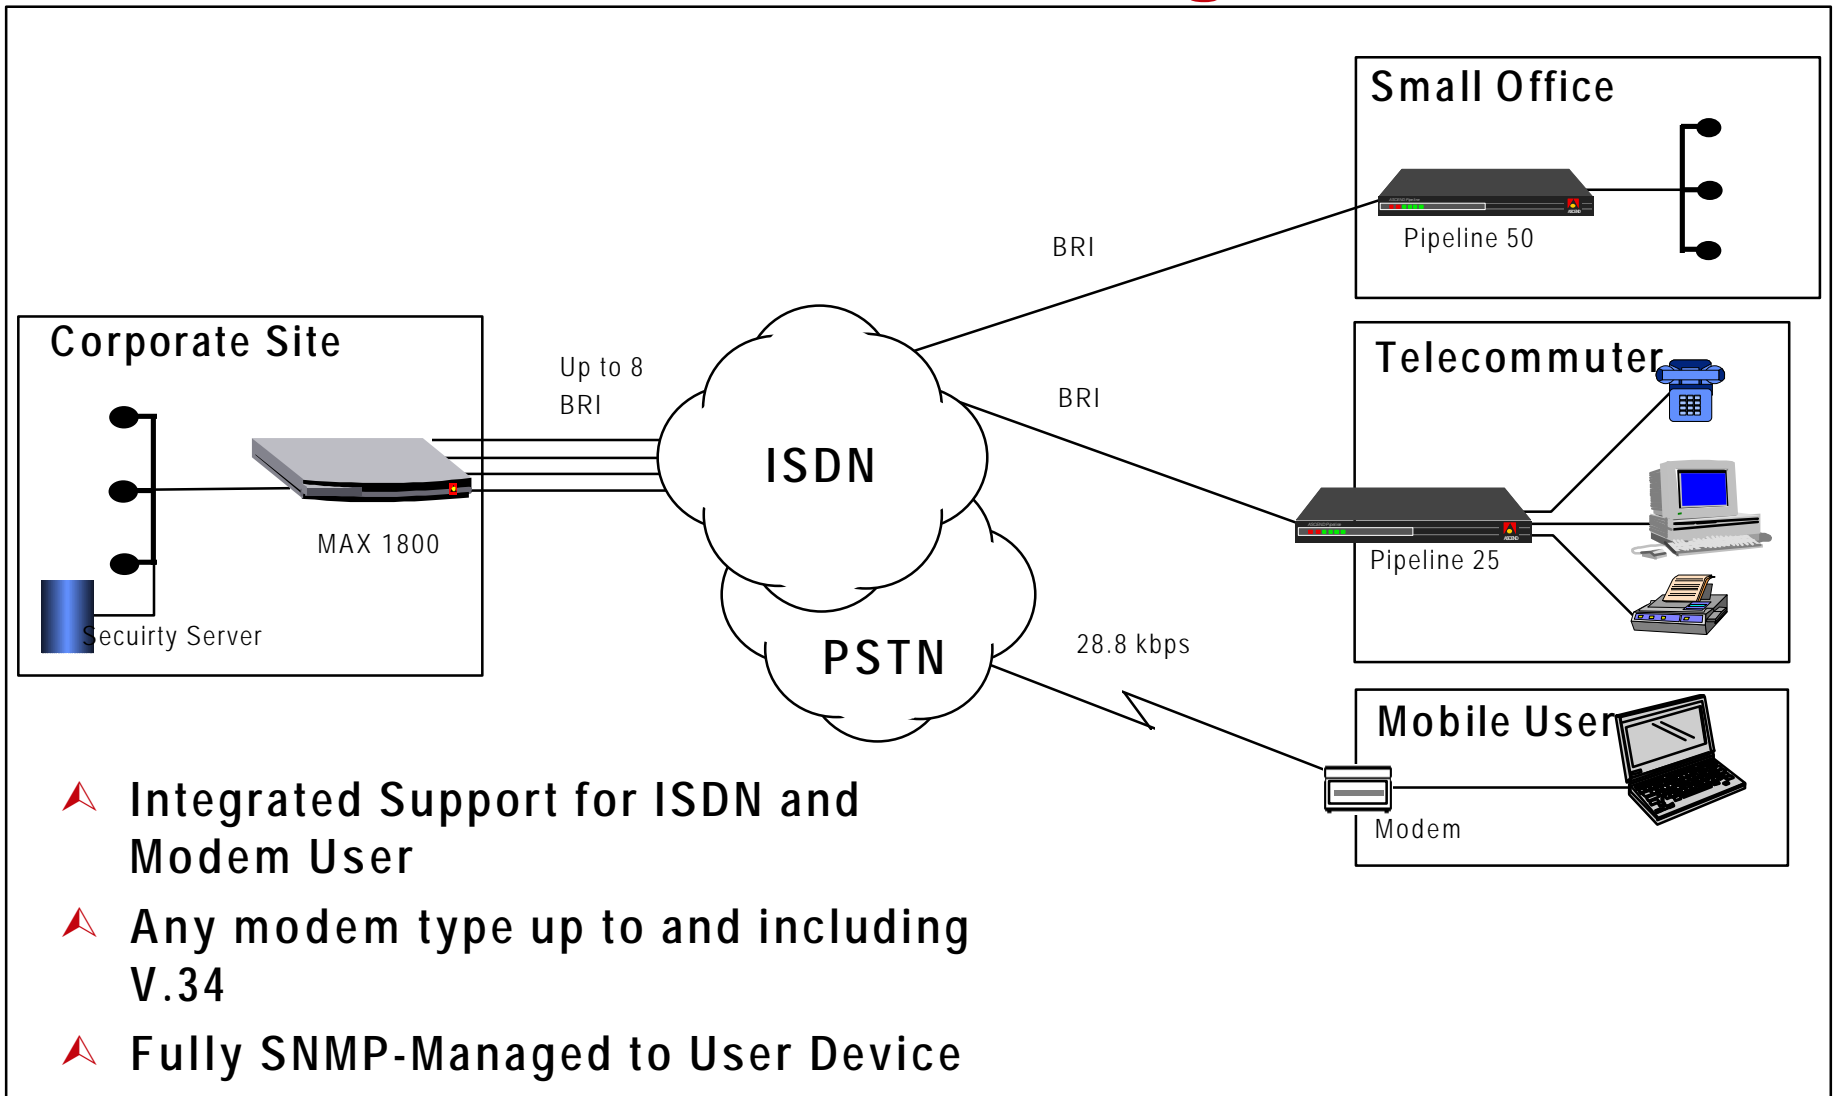 Small Office
Pipeline 50
BRI
Corporate Site
Up to 8
BRI
MAX 1800
Secuirty Server
ISDN
PSTN
BRI
Telecommuter
Pipeline 25
ASCEND
28.8 kbps
Mobile User
Modem
Integrated Support for ISDN and
Modem User
Any modem type up to and including
V.34
Fully SNMP-Managed to User Device